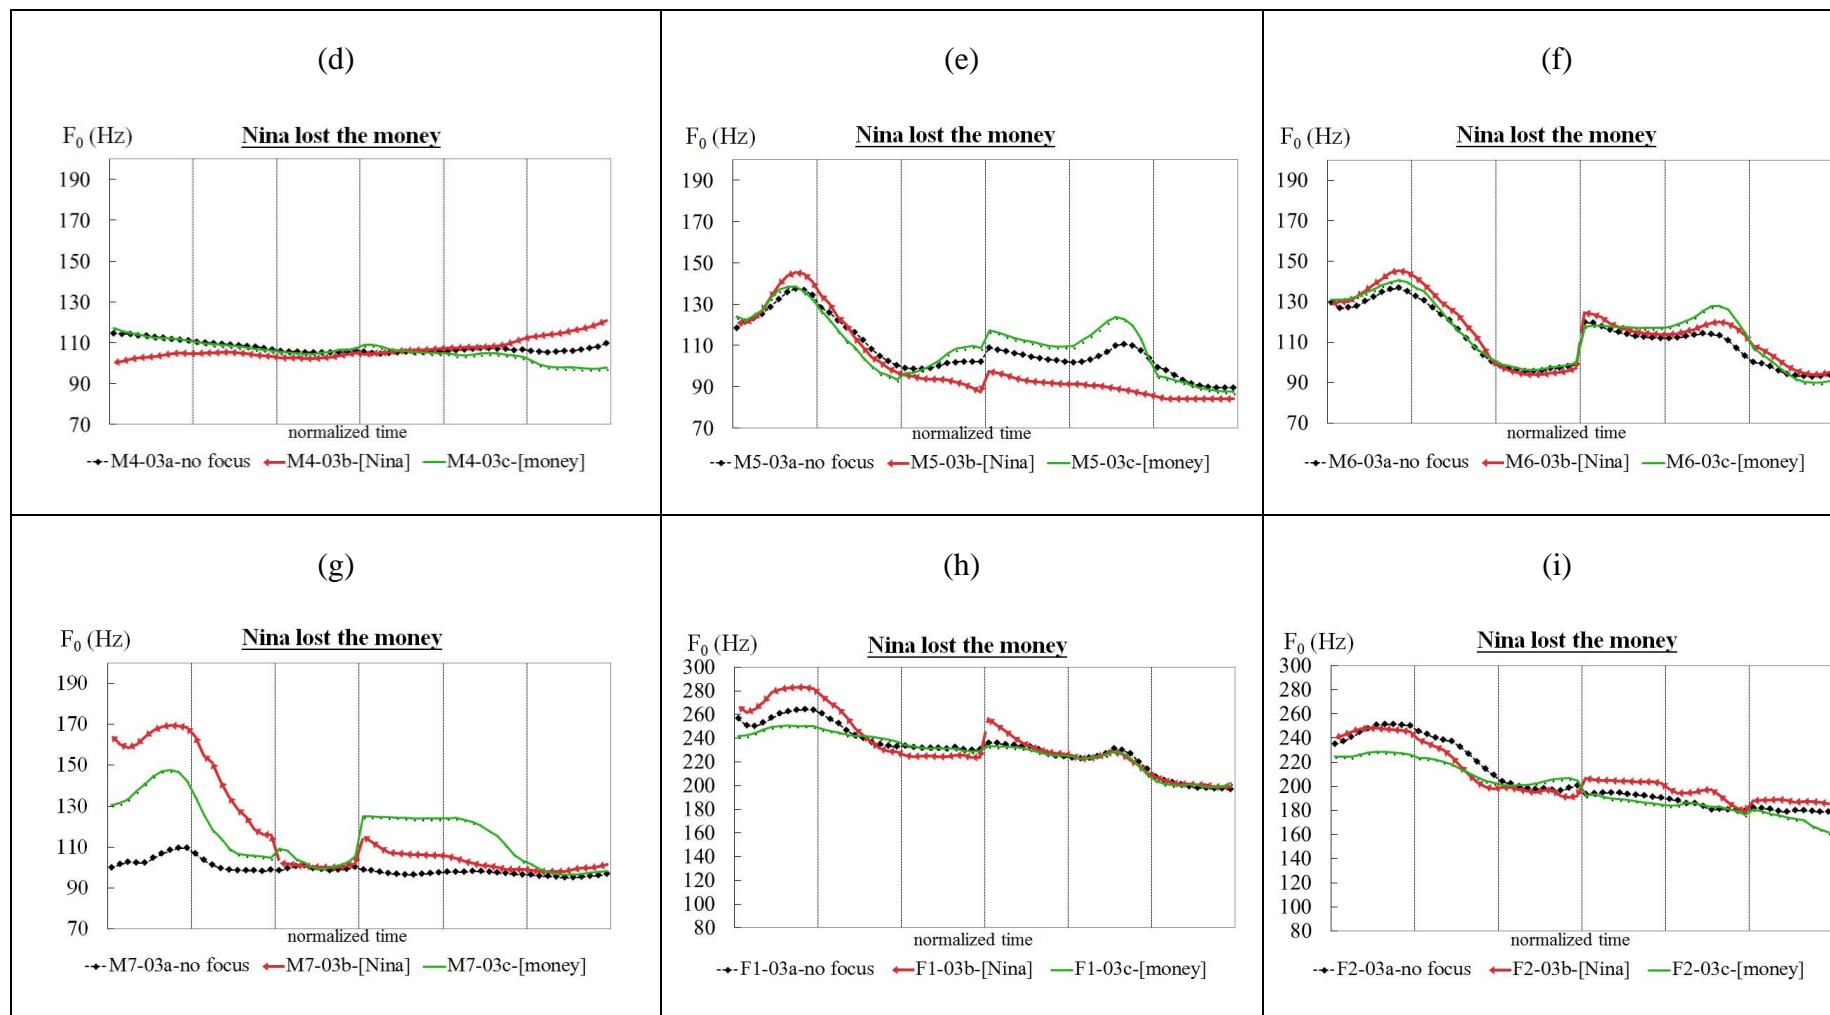 (d)
F₀ (Hz) Nina lost the money
190
170
150
130
110
90
70
normalized time
M4-03a-no focus M4-03b-[Nina] M4-03c-[money]
(e)
F₀ (Hz) Nina lost the money
190
170
150
130
110
90
70
normalized time
M5-03a-no focus M5-03b-[Nina] M5-03c-[money]
(f)
F₀ (Hz) Nina lost the money
190
170
150
130
110
90
70
normalized time
M6-03a-no focus M6-03b-[Nina] M6-03c-[money]
(g)
F₀ (Hz) Nina lost the money
190
170
150
130
110
90
70
normalized time
M7-03a-no focus M7-03b-[Nina] M7-03c-[money]
(h)
F₀ (Hz) Nina lost the money
300
280
260
240
220
200
180
160
140
120
100
80
normalized time
F1-03a-no focus F1-03b-[Nina] F1-03c-[money]
(i)
F₀ (Hz) Nina lost the money
300
280
260
240
220
200
180
160
140
120
100
80
normalized time
F2-03a-no focus F2-03b-[Nina] F2-03c-[money]